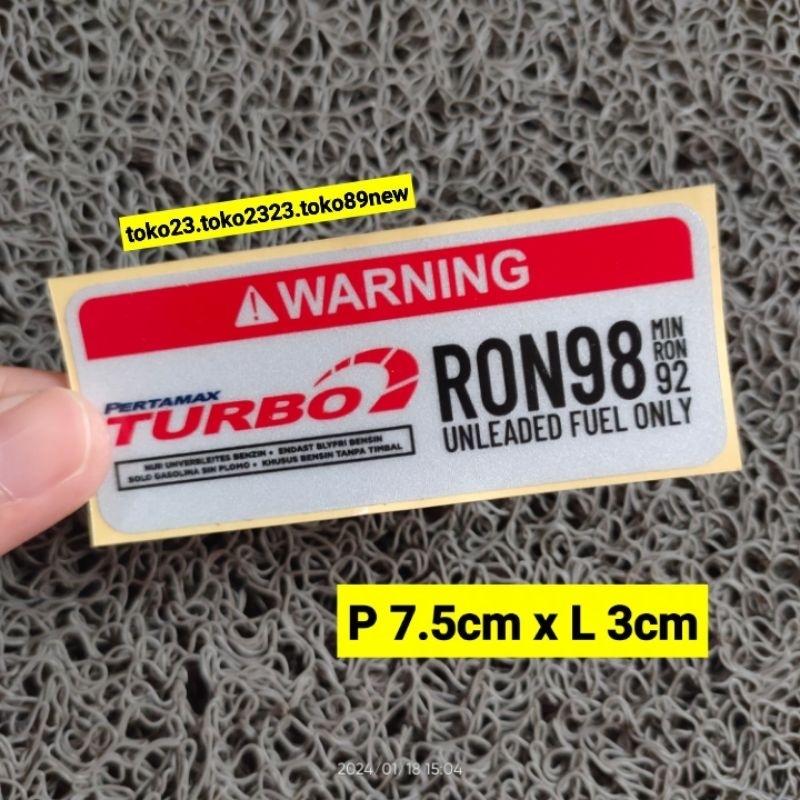 toko23.toko2323.toko89new
WARNING
PERTAMAX
TURBO
NUR UNVERBLEITES BENZIN • ENDAST BLYFRI BENSIN
SOLO GASOLINA SIN PLOMO • KHUSUS BENSIN TANPA TIMBAL
RON98
MIN
RON
92
UNLEADED FUEL ONLY
P 7.5cm x L 3cm
2024/01/18 15:04